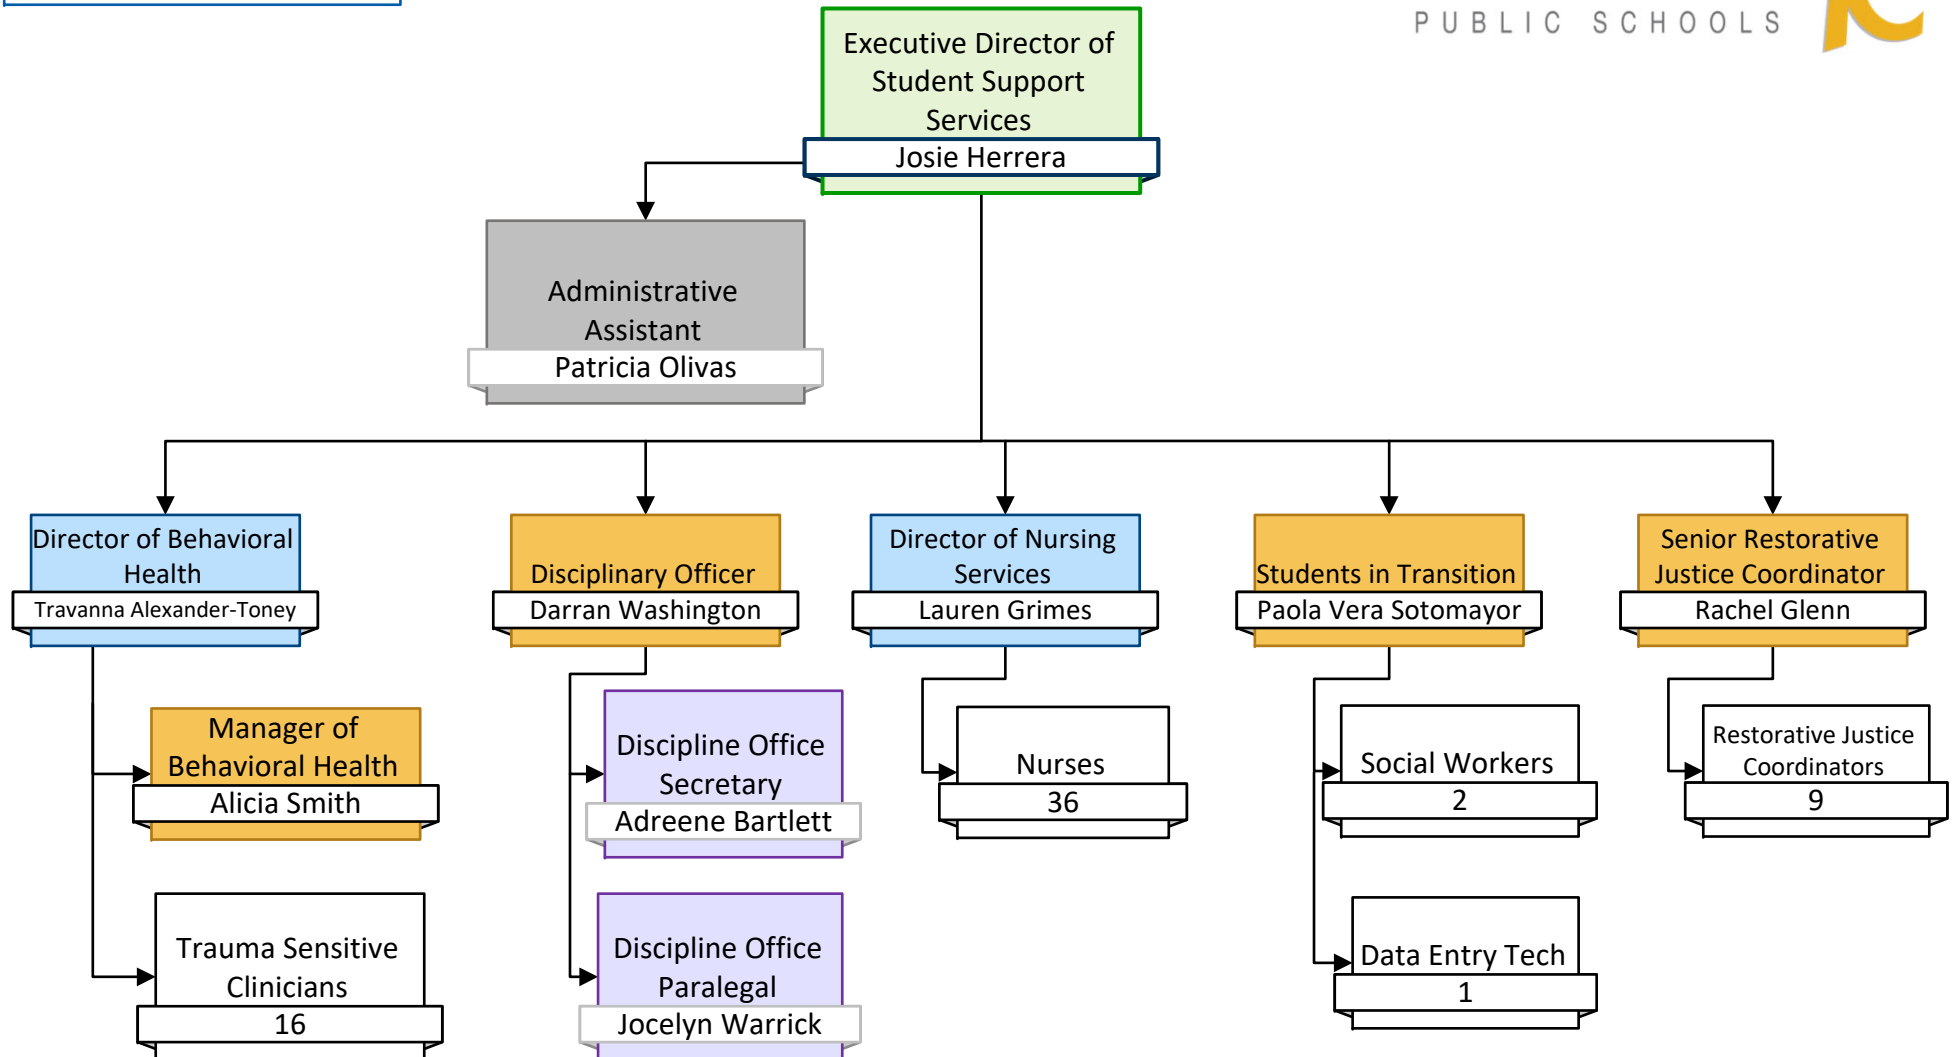 PUBLIC SCHOOLS
Executive Director of
Student Support
Services
Josie Herrera
Administrative
Assistant
Patricia Olivas
Director of Behavioral
Health
Travanna Alexander-Toney
Disciplinary Officer
Darran Washington
Director of Nursing
Services
Lauren Grimes
Students in Transition
Paola Vera Sotomayor
Senior Restorative
Justice Coordinator
Rachel Glenn
Manager of
Behavioral Health
Alicia Smith
Discipline Office
Secretary
Adreene Bartlett
Nurses
36
Social Workers
2
Restorative Justice
Coordinators
9
Trauma Sensitive
Clinicians
16
Discipline Office
Paralegal
Jocelyn Warrick
Data Entry Tech
1